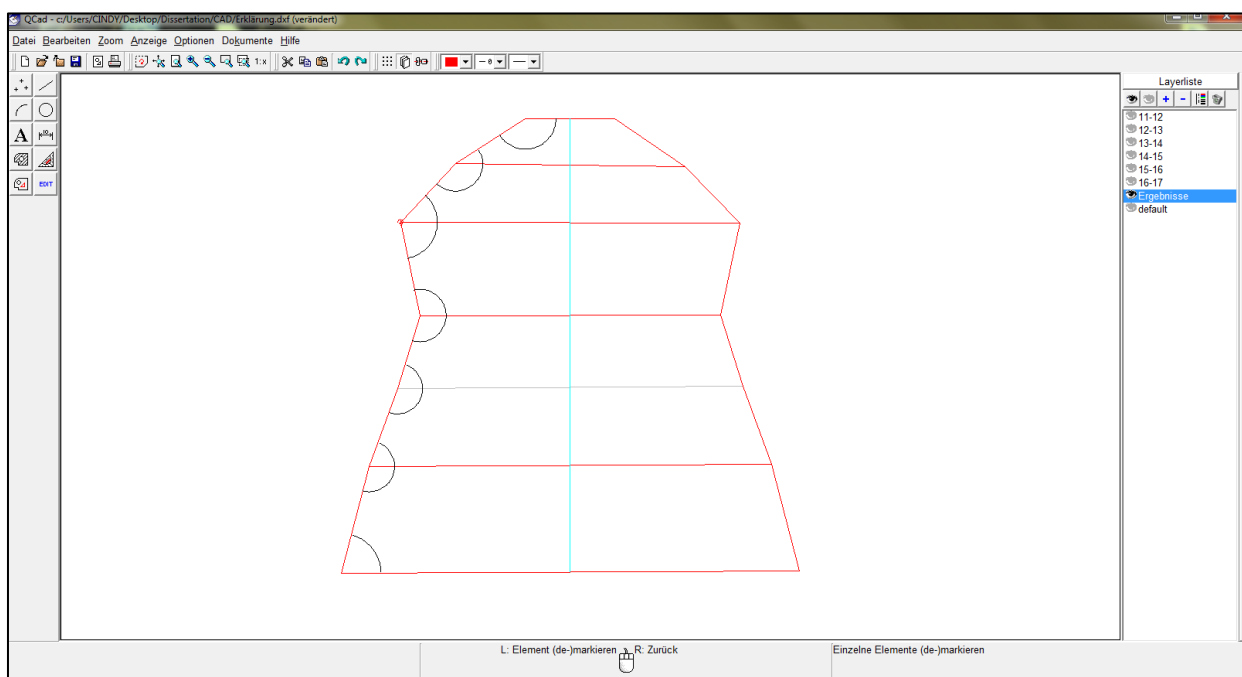 QCad - c:/Users/CINDY/Desktop/Dissertation/CAD/Erklärung.dxf (verändert)
Datei Bearbeiten Zoom Anzeige Optionen Dokumente Hilfe
1:x
Layerliste
11-12
12-13
13-14
14-15
15-16
16-17
Ergebnisse
default
A
EDIT
L: Element (de-)markieren
R: Zurück
Einzelne Elemente (de-)markieren